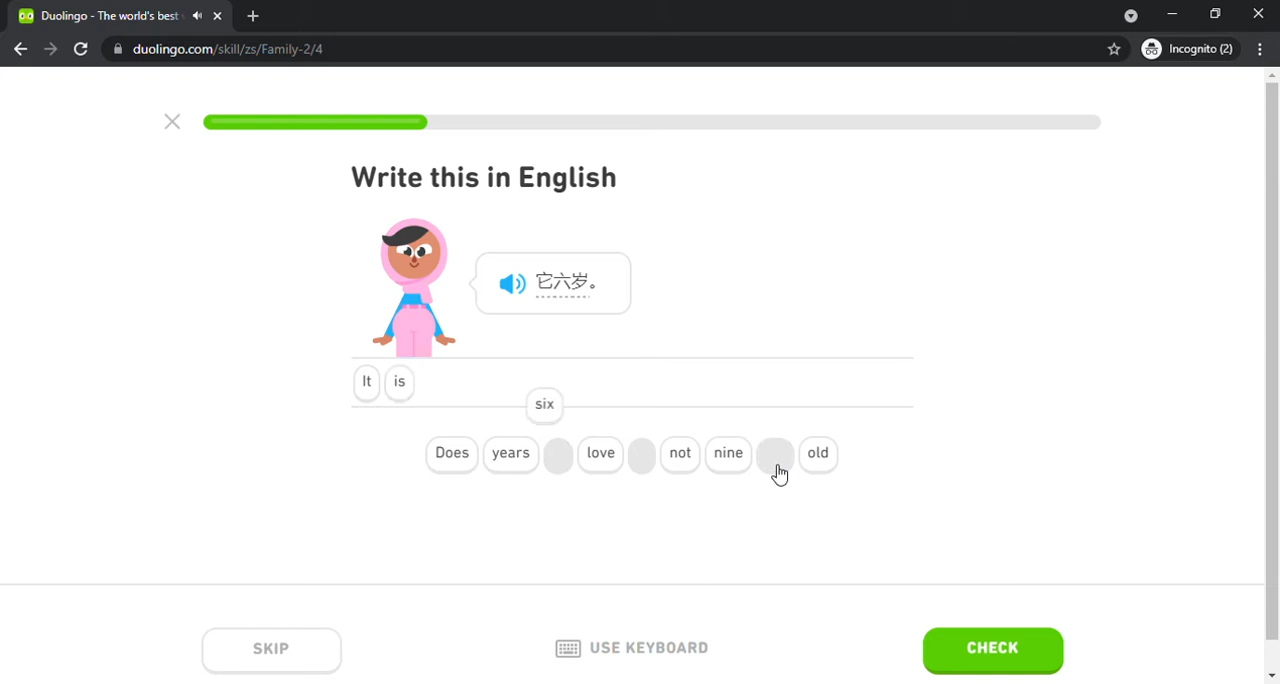 Duolingo - The world's best
duolingo.com/skill/zs/Family-2/4
Incognito (2)
Write this in English
它六岁。
It is
six
Does years love not nine old
SKIP
USE KEYBOARD
CHECK